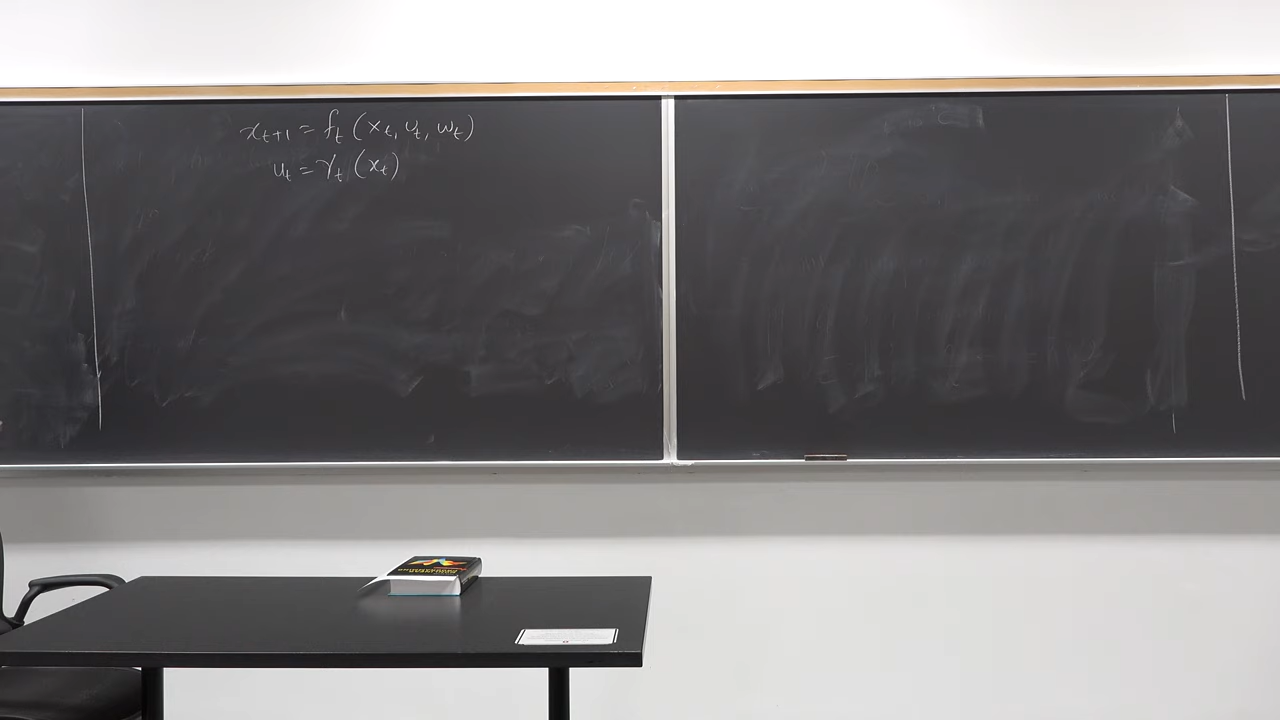 x_{t+1} = f_t (x_t, u_t, w_t)
u_t = γ_t (x_t)